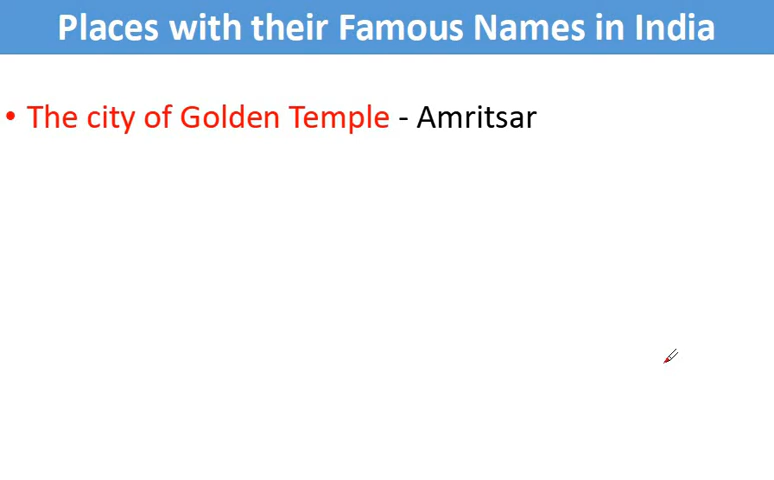 Places with their Famous Names in India
• The city of Golden Temple - Amritsar